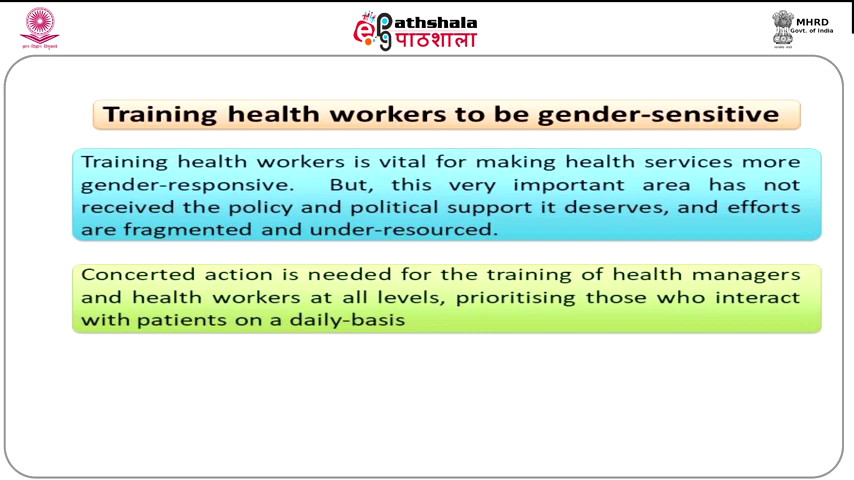 ePathshala
पाठशाला
MHRD
Govt. of India
Training health workers to be gender-sensitive
Training health workers is vital for making health services more
gender-responsive. But, this very important area has not
received the policy and political support it deserves, and efforts
are fragmented and under-resourced.
Concerted action is needed for the training of health managers
and health workers at all levels, prioritising those who interact
with patients on a daily-basis